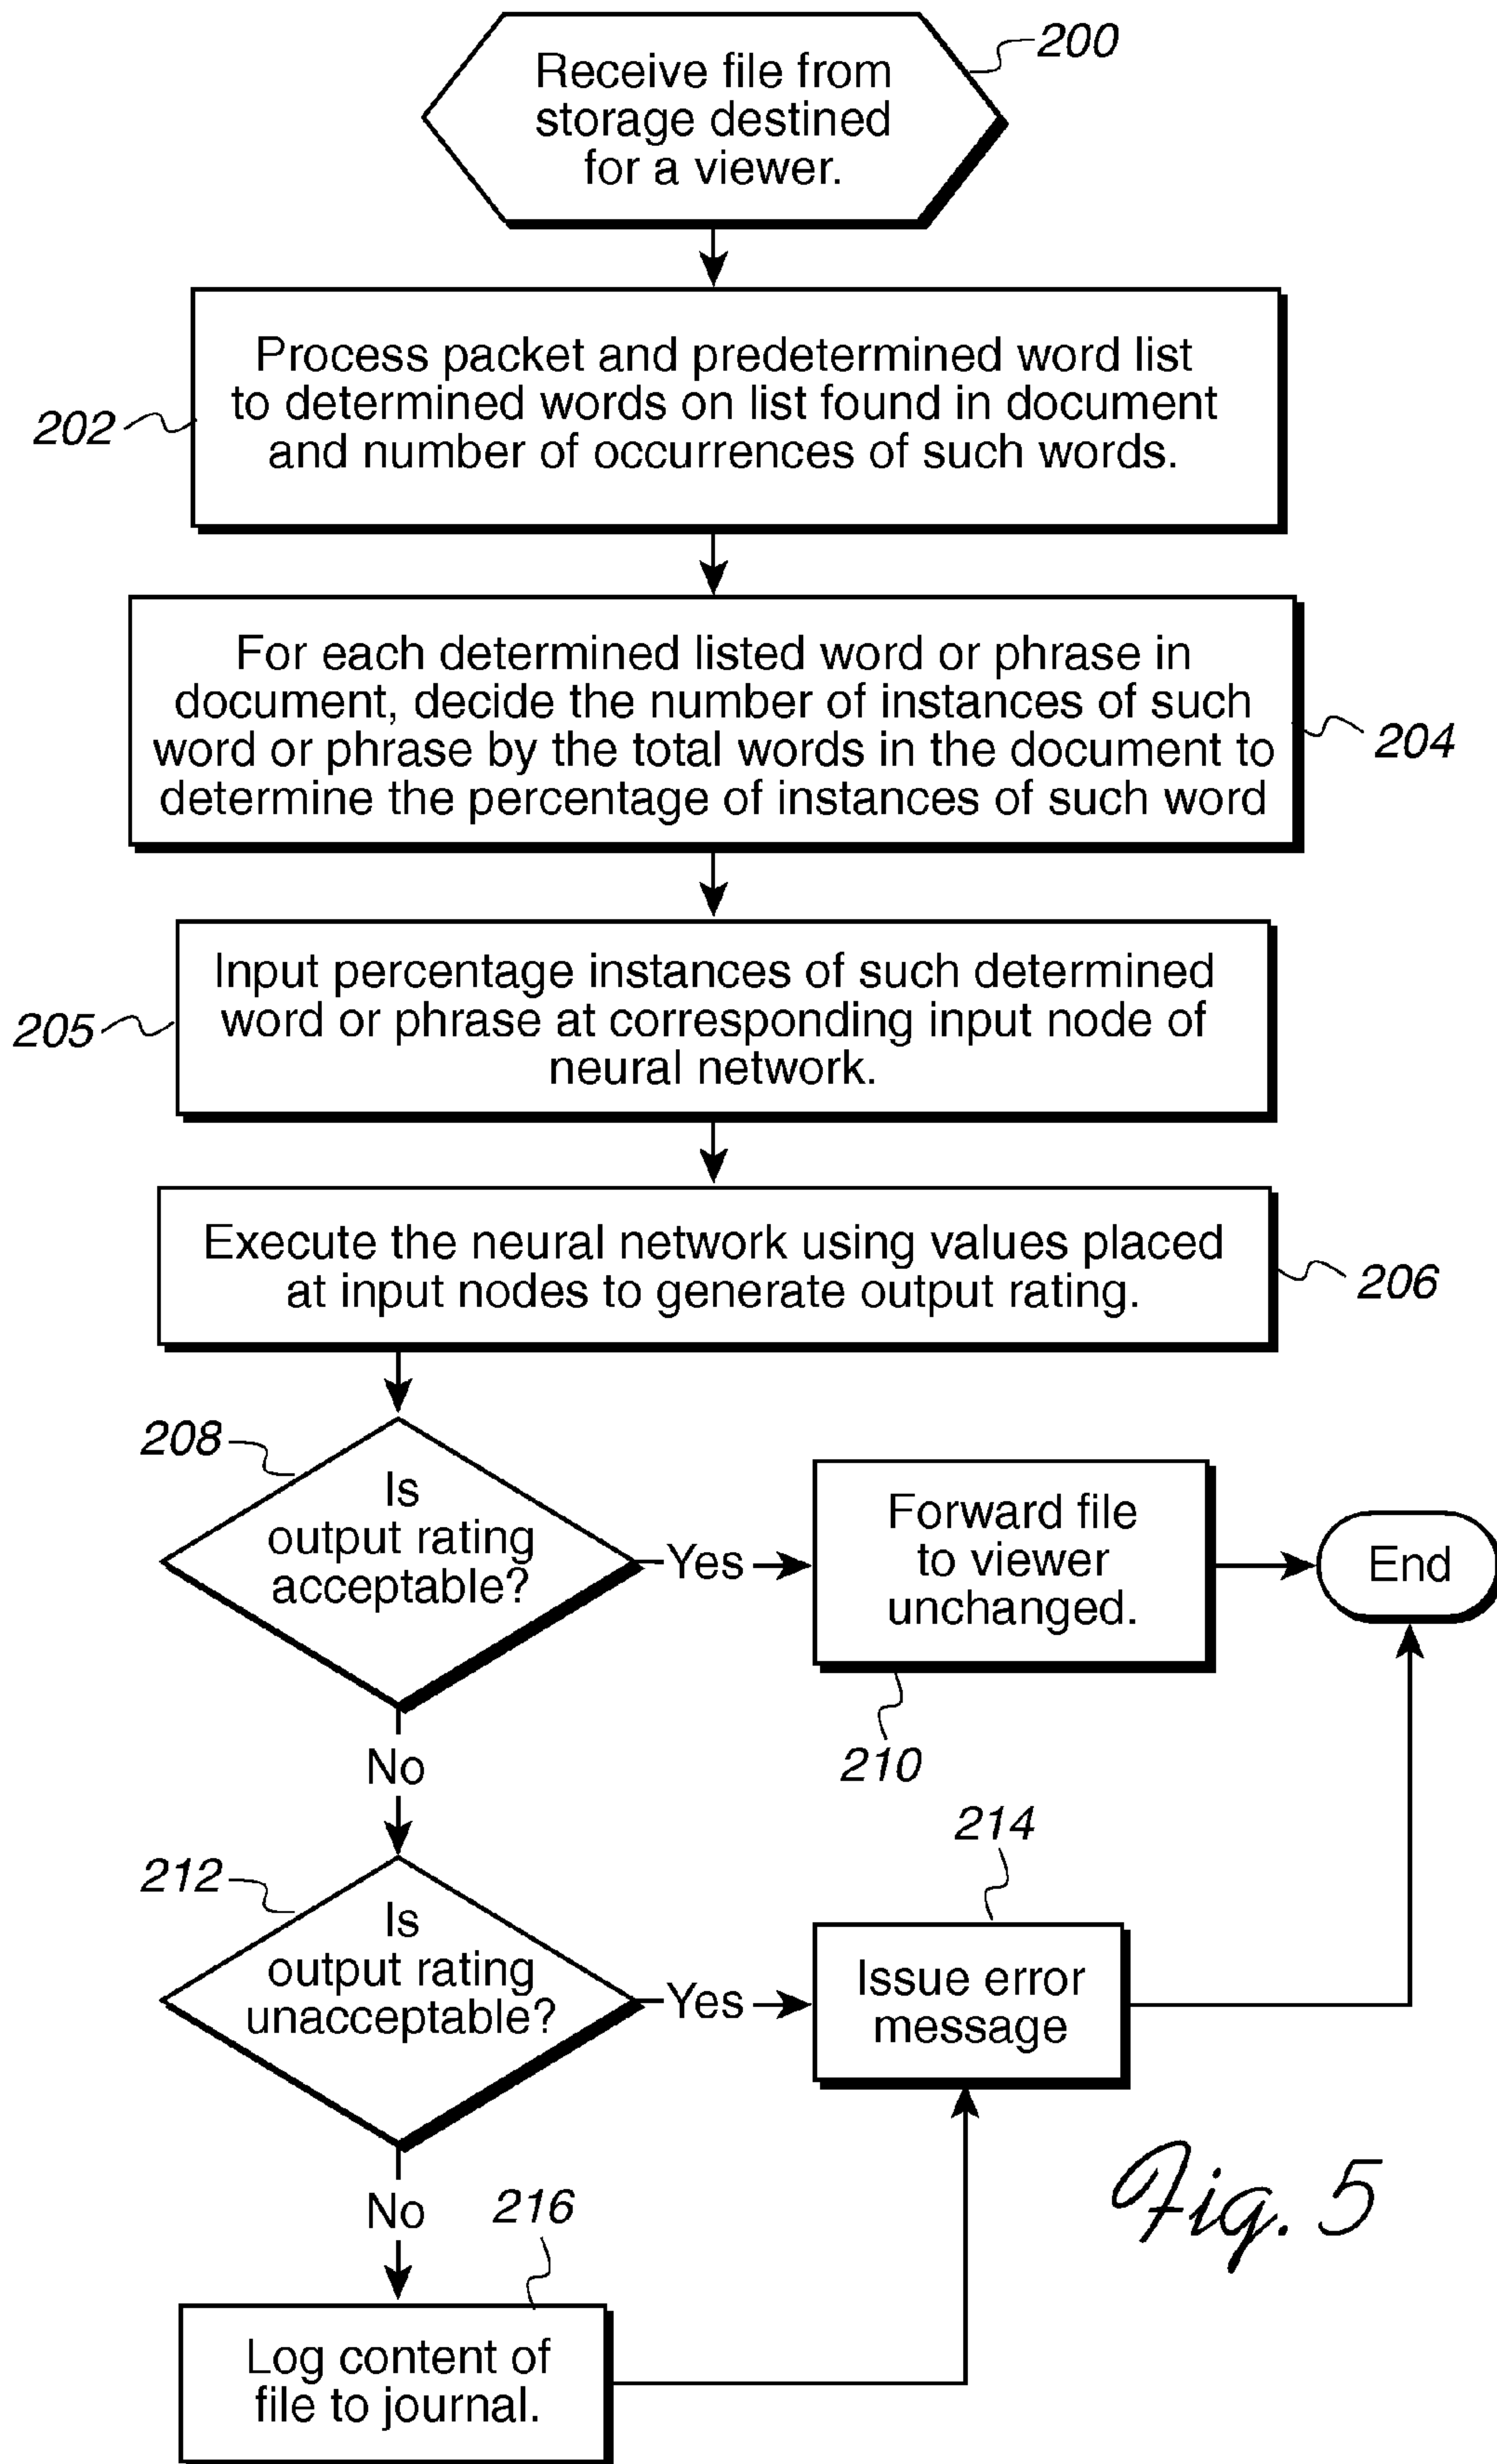 200
Receive file from
storage destined
for a viewer.
202
Process packet and predetermined word list
to determined words on list found in document
and number of occurrences of such words.
For each determined listed word or phrase in
document, decide the number of instances of such
word or phrase by the total words in the document to
determine the percentage of instances of such word
204
205
Input percentage instances of such determined
word or phrase at corresponding input node of
neural network.
Execute the neural network using values placed
at input nodes to generate output rating.
206
208
Is
output rating
acceptable?
Yes
Forward file
to viewer
unchanged.
End
210
No
212
Is
output rating
unacceptable?
Yes
214
Issue error
message
No
216
Log content of
file to journal.
Fig. 5